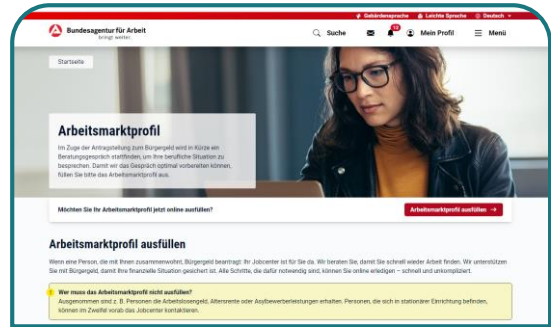 Gebärdensprache Leichte Sprache Deutsch
Bundesagentur für Arbeit
bringt weiter.
Suche
12
Mein Profil
Menü
Startseite
Arbeitsmarktprofil
Im Zuge der Antragstellung zum Bürgergeld wird in Kürze ein
Beratungsgespräch stattfinden, um Ihre berufliche Situation zu
besprechen. Damit wir das Gespräch optimal vorbereiten können,
füllen Sie bitte das Arbeitsmarktprofil aus.
Möchten Sie Ihr Arbeitsmarktprofil jetzt online ausfüllen?
Arbeitsmarktprofil ausfüllen →
Arbeitsmarktprofil ausfüllen
Wenn eine Person, die mit Ihnen zusammenwohnt, Bürgergeld beantragt: Ihr Jobcenter ist für Sie da. Wir beraten Sie, damit Sie schnell wieder Arbeit finden. Wir unterstützen
Sie mit Bürgergeld, damit Ihre finanzielle Situation gesichert ist. Alle Schritte, die dafür notwendig sind, können Sie online erledigen – schnell und unkompliziert.
Wer muss das Arbeitsmarktprofil nicht ausfüllen?
Ausgenommen sind z. B. Personen die Arbeitslosengeld, Altersrente oder Asylbewerberleistungen erhalten. Personen, die sich in stationärer Einrichtung befinden,
können im Zweifel vorab das Jobcenter kontaktieren.